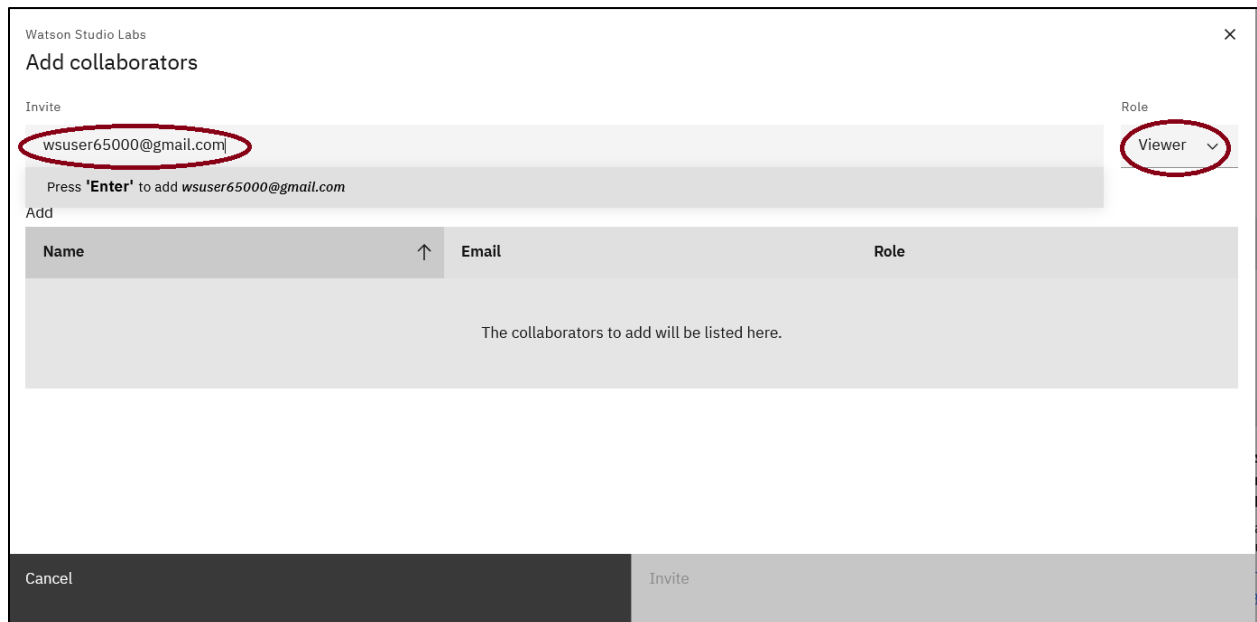 Watson Studio Labs
Add collaborators
Invite
Role
wsuser65000@gmail.com
Viewer
Press 'Enter' to add wsuser65000@gmail.com
Add
Name Email Role
The collaborators to add will be listed here.
Cancel Invite